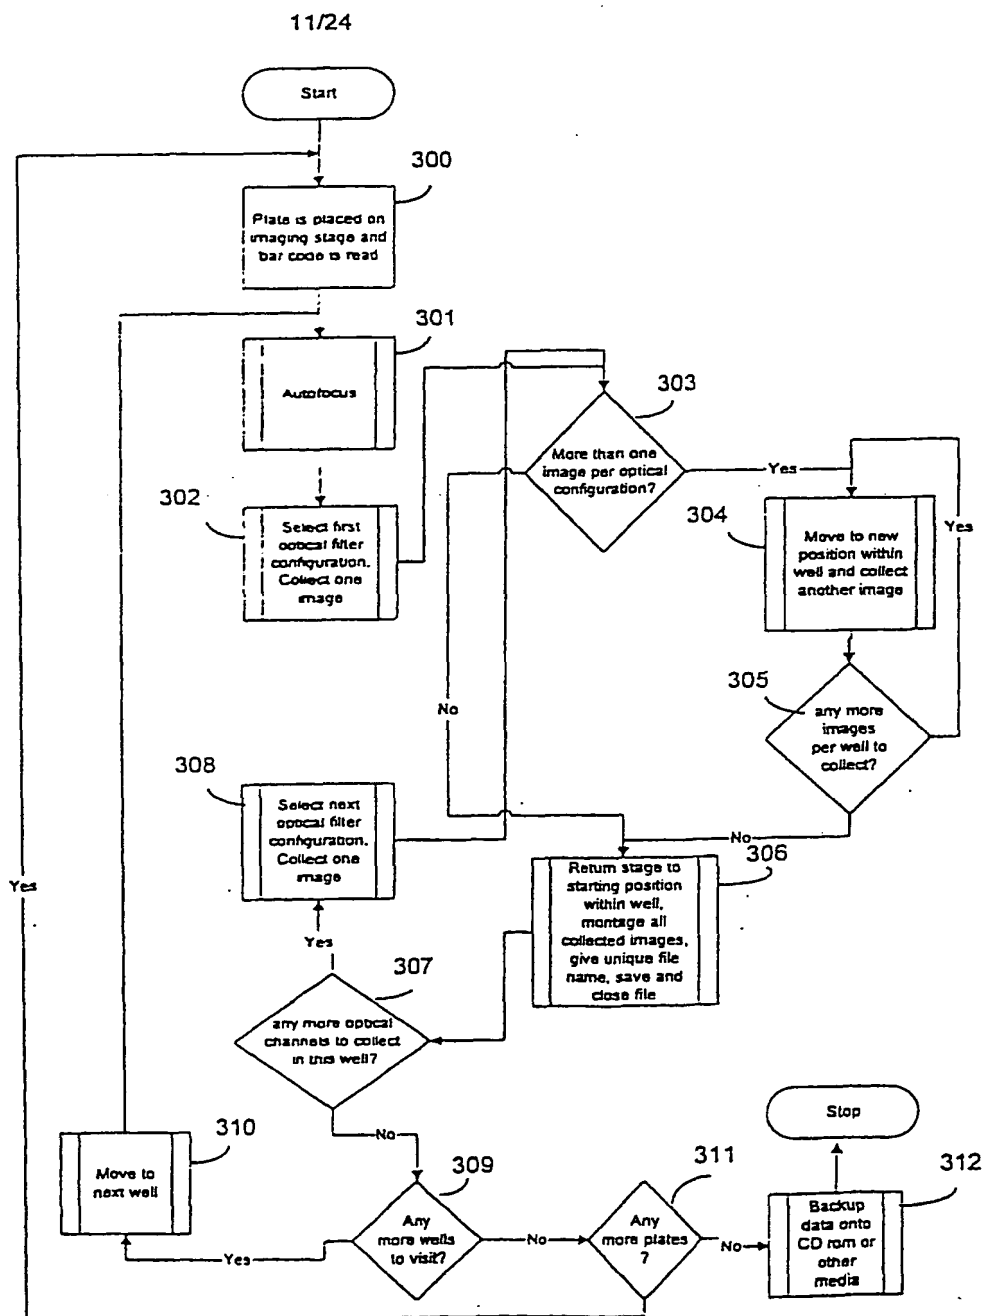 11/24
Start
300
Plate is placed on
imaging stage and
bar code is read
301
Autofocus
302
Select first
optical filter
configuration.
Collect one
image
303
More than one
image per optical
configuration?
Yes
No
304
Move to new
position within
well and collect
another image
Yes
305
any more
images
per well to
collect?
No
306
Return stage to
starting position
within well,
montage all
collected images,
give unique file
name, save and
close file
308
Select next
optical filter
configuration.
Collect one
image
Yes
307
any more optical
channels to collect
in this well?
No
310
Move to
next well
309
Any
more wells
to visit?
Yes
No
311
Any
more plates
?
No
Yes
312
Backup
data onto
CD rom or
other
media
Stop